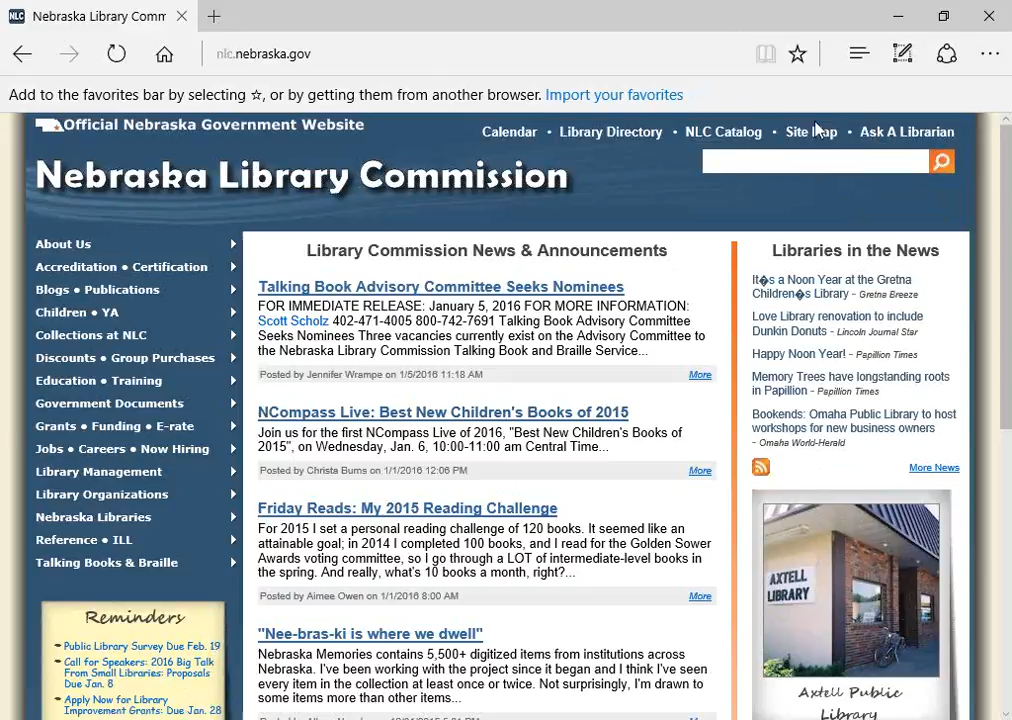 NLC Nebraska Library Comm
nlc.nebraska.gov
Add to the favorites bar by selecting ☆, or by getting them from another browser. Import your favorites
Official Nebraska Government Website
Calendar • Library Directory • NLC Catalog • Site Map • Ask A Librarian
Nebraska Library Commission
About Us
Accreditation • Certification
Blogs • Publications
Children • YA
Collections at NLC
Discounts • Group Purchases
Education • Training
Government Documents
Grants • Funding • E-rate
Jobs • Careers • Now Hiring
Library Management
Library Organizations
Nebraska Libraries
Reference • ILL
Talking Books & Braille
Reminders
Public Library Survey Due Feb. 19
Call for Speakers: 2016 Big Talk
From Small Libraries: Proposals
Due Jan. 8
Apply Now for Library
Improvement Grants: Due Jan. 28
Library Commission News & Announcements
Talking Book Advisory Committee Seeks Nominees
FOR IMMEDIATE RELEASE: January 5, 2016 FOR MORE INFORMATION:
Scott Scholz 402-471-4005 800-742-7691 Talking Book Advisory Committee
Seeks Nominees Three vacancies currently exist on the Advisory Committee to
the Nebraska Library Commission Talking Book and Braille Service...
Posted by Jennifer Wrampe on 1/5/2016 11:18 AM More
NCompass Live: Best New Children's Books of 2015
Join us for the first NCompass Live of 2016, "Best New Children's Books of
2015", on Wednesday, Jan. 6, 10:00-11:00 am Central Time...
Posted by Christa Burns on 1/1/2016 12:06 PM More
Friday Reads: My 2015 Reading Challenge
For 2015 I set a personal reading challenge of 120 books. It seemed like an
attainable goal; in 2014 I completed 100 books, and I read for the Golden Sower
Awards voting committee, so I go through a LOT of intermediate-level books in
the spring. And really, what's 10 books a month, right?...
Posted by Aimee Owen on 1/1/2016 8:00 AM More
"Nee-bras-ki is where we dwell"
Nebraska Memories contains 5,500+ digitized items from institutions across
Nebraska. I've been working with the project since it began and I think I've seen
every item in the collection at least once or twice. Not surprisingly, I'm drawn to
some items more than other items...
Libraries in the News
It�s a Noon Year at the Gretna
Children�s Library - Gretna Breeze
Love Library renovation to include
Dunkin Donuts - Lincoln Journal Star
Happy Noon Year! - Papillion Times
Memory Trees have longstanding roots
in Papillion - Papillion Times
Bookends: Omaha Public Library to host
workshops for new business owners
- Omaha World-Herald
More News
AXTELL
LIBRARY
Axtell Public
Library